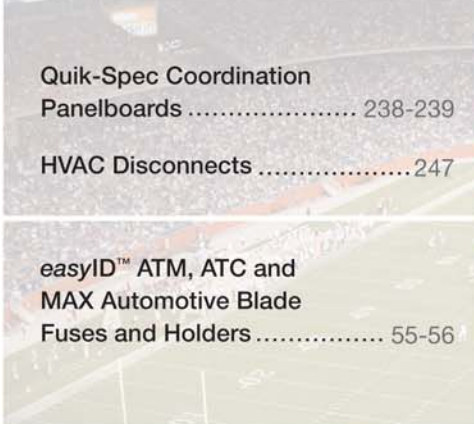 Quik-Spec Coordination
Panelboards ..................... 238-239
HVAC Disconnects ...................247
easyID™ ATM, ATC and
MAX Automotive Blade
Fuses and Holders ................ 55-56